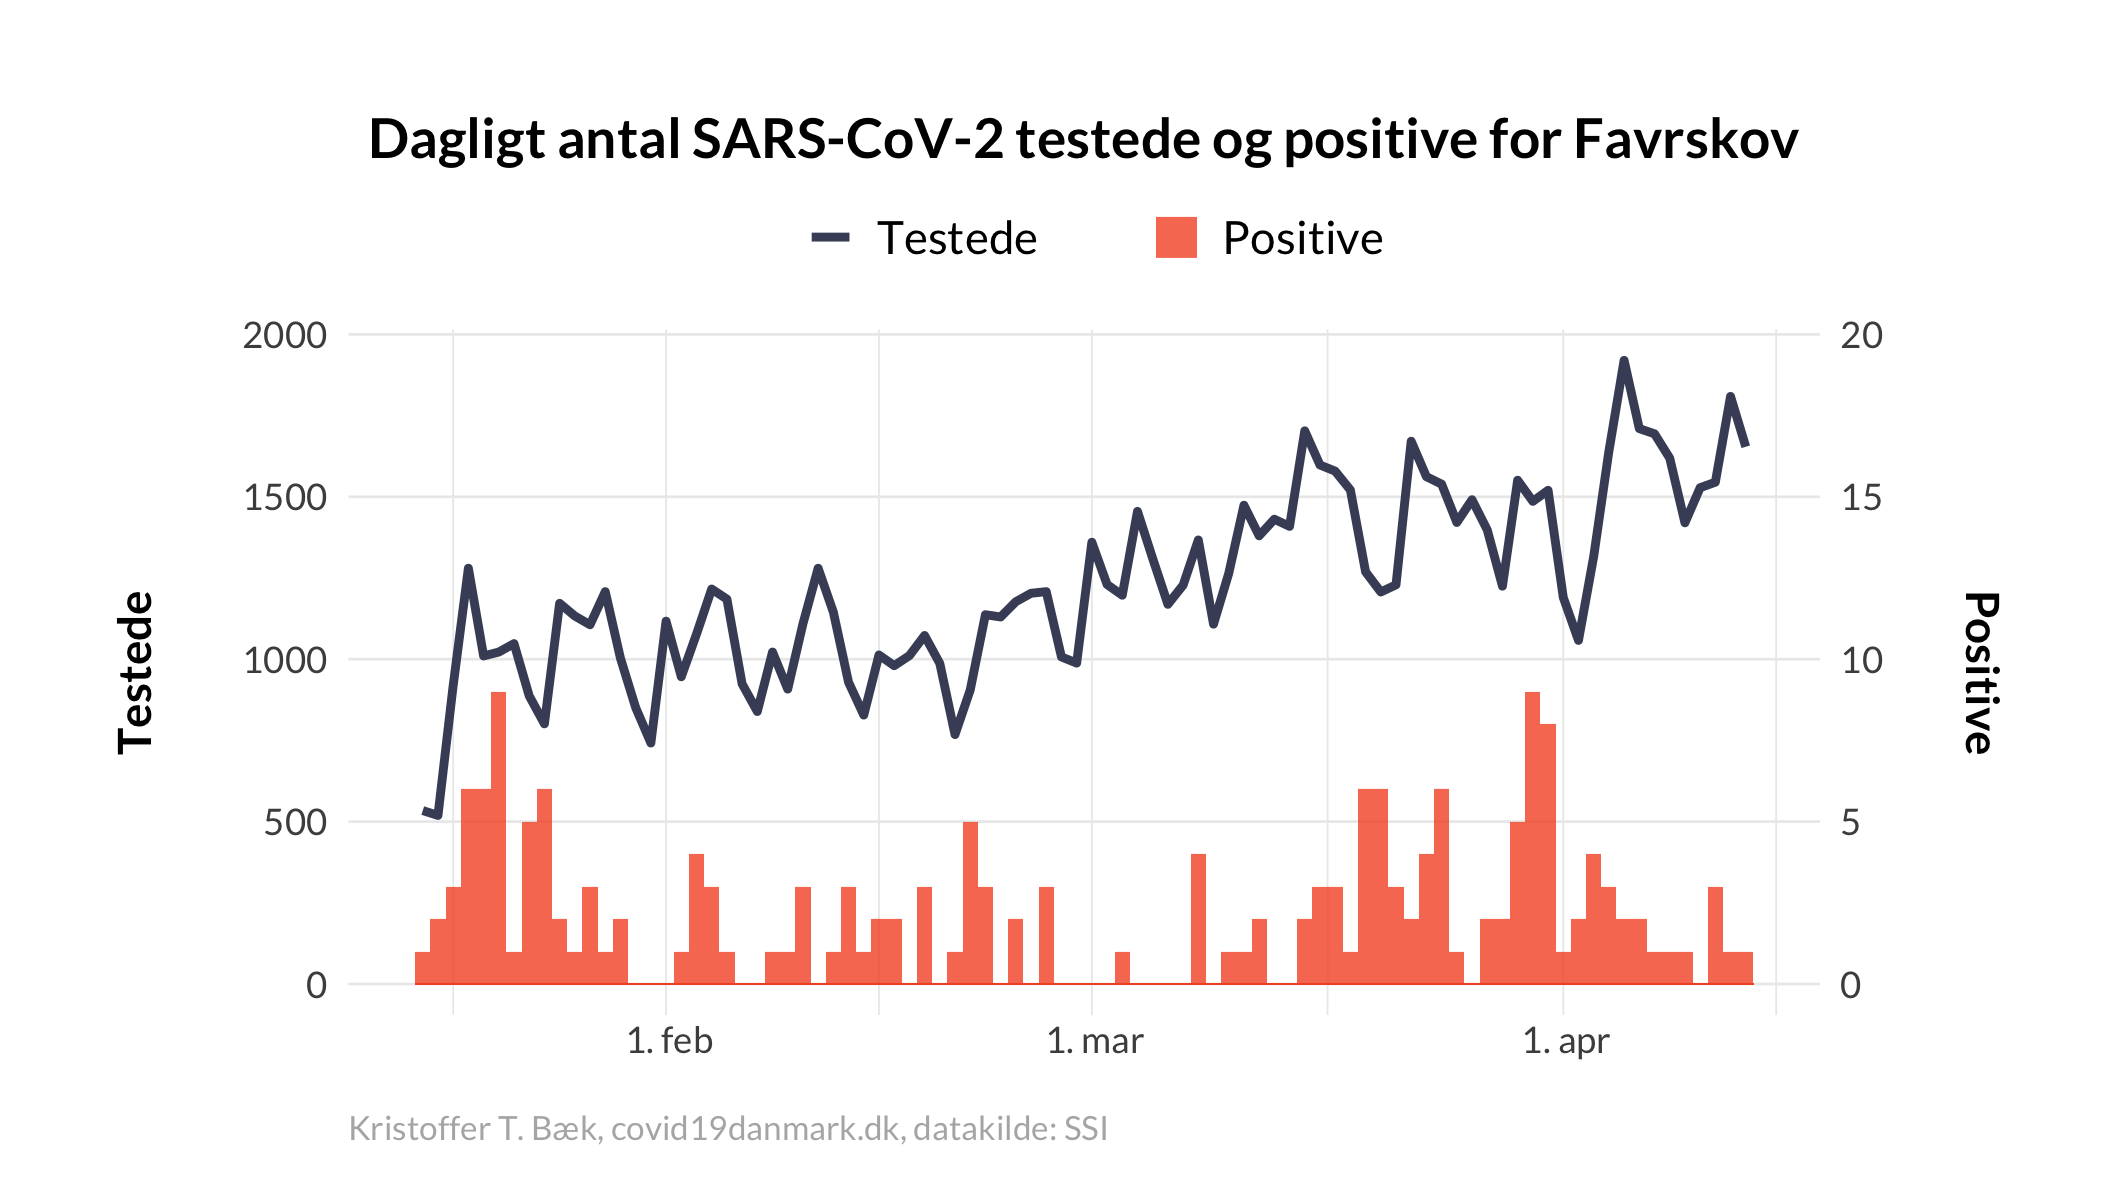 Dagligt antal SARS-CoV-2 testede og positive for Favrskov
Testede
Positive
2000
1500
1000
500
0
20
15
10
5
0
Testede
Positive
1. feb
1. mar
1. apr
Kristoffer T. Bæk, covid19danmark.dk, datakilde: SSI